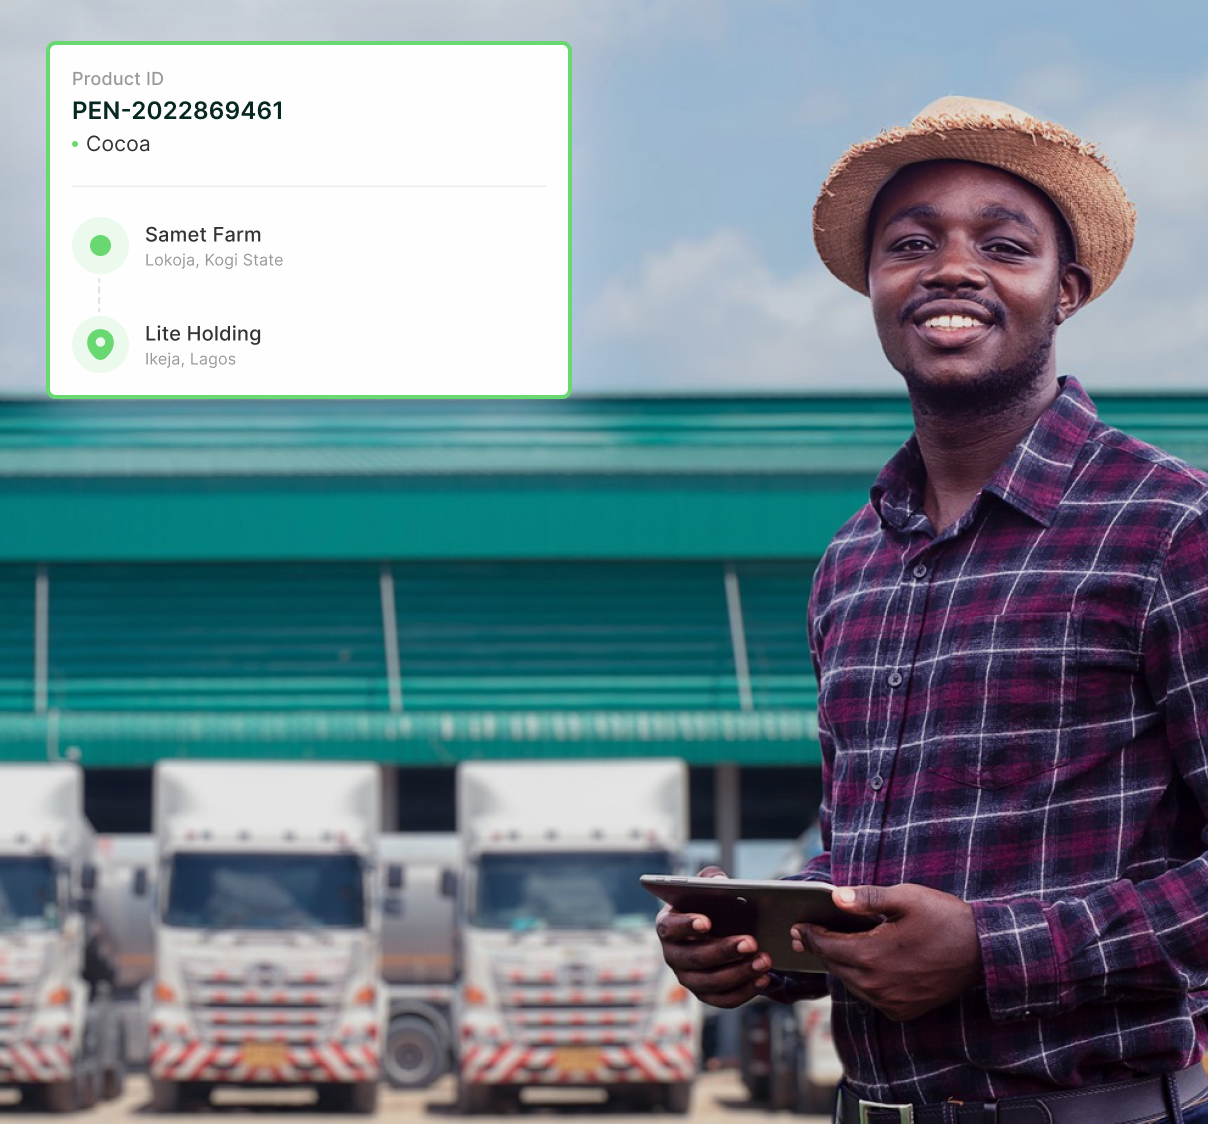 Product ID
PEN-2022869461
Cocoa
Samet Farm
Lokoja, Kogi State
Lite Holding
Ikeja, Lagos